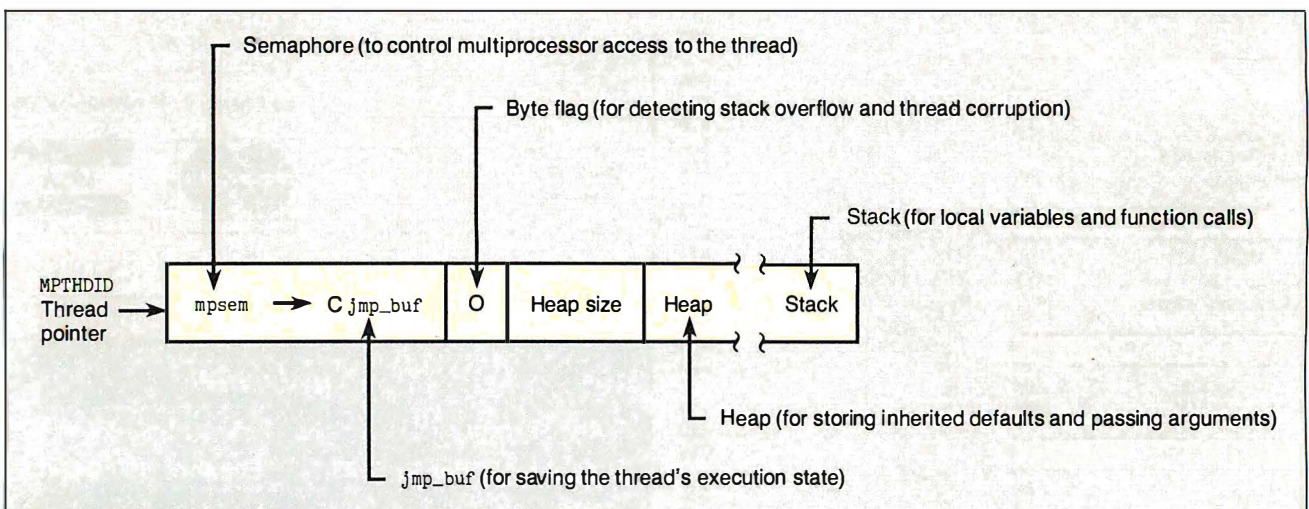 Semaphore (to control multiprocessor access to the thread)
Byte flag (for detecting stack overflow and thread corruption)
Stack (for local variables and function calls)
MPTHDID
Thread
pointer
mpsem
C jmp_buf
O
Heap size
Heap
Stack
Heap (for storing inherited defaults and passing arguments)
jmp_buf (for saving the thread's execution state)